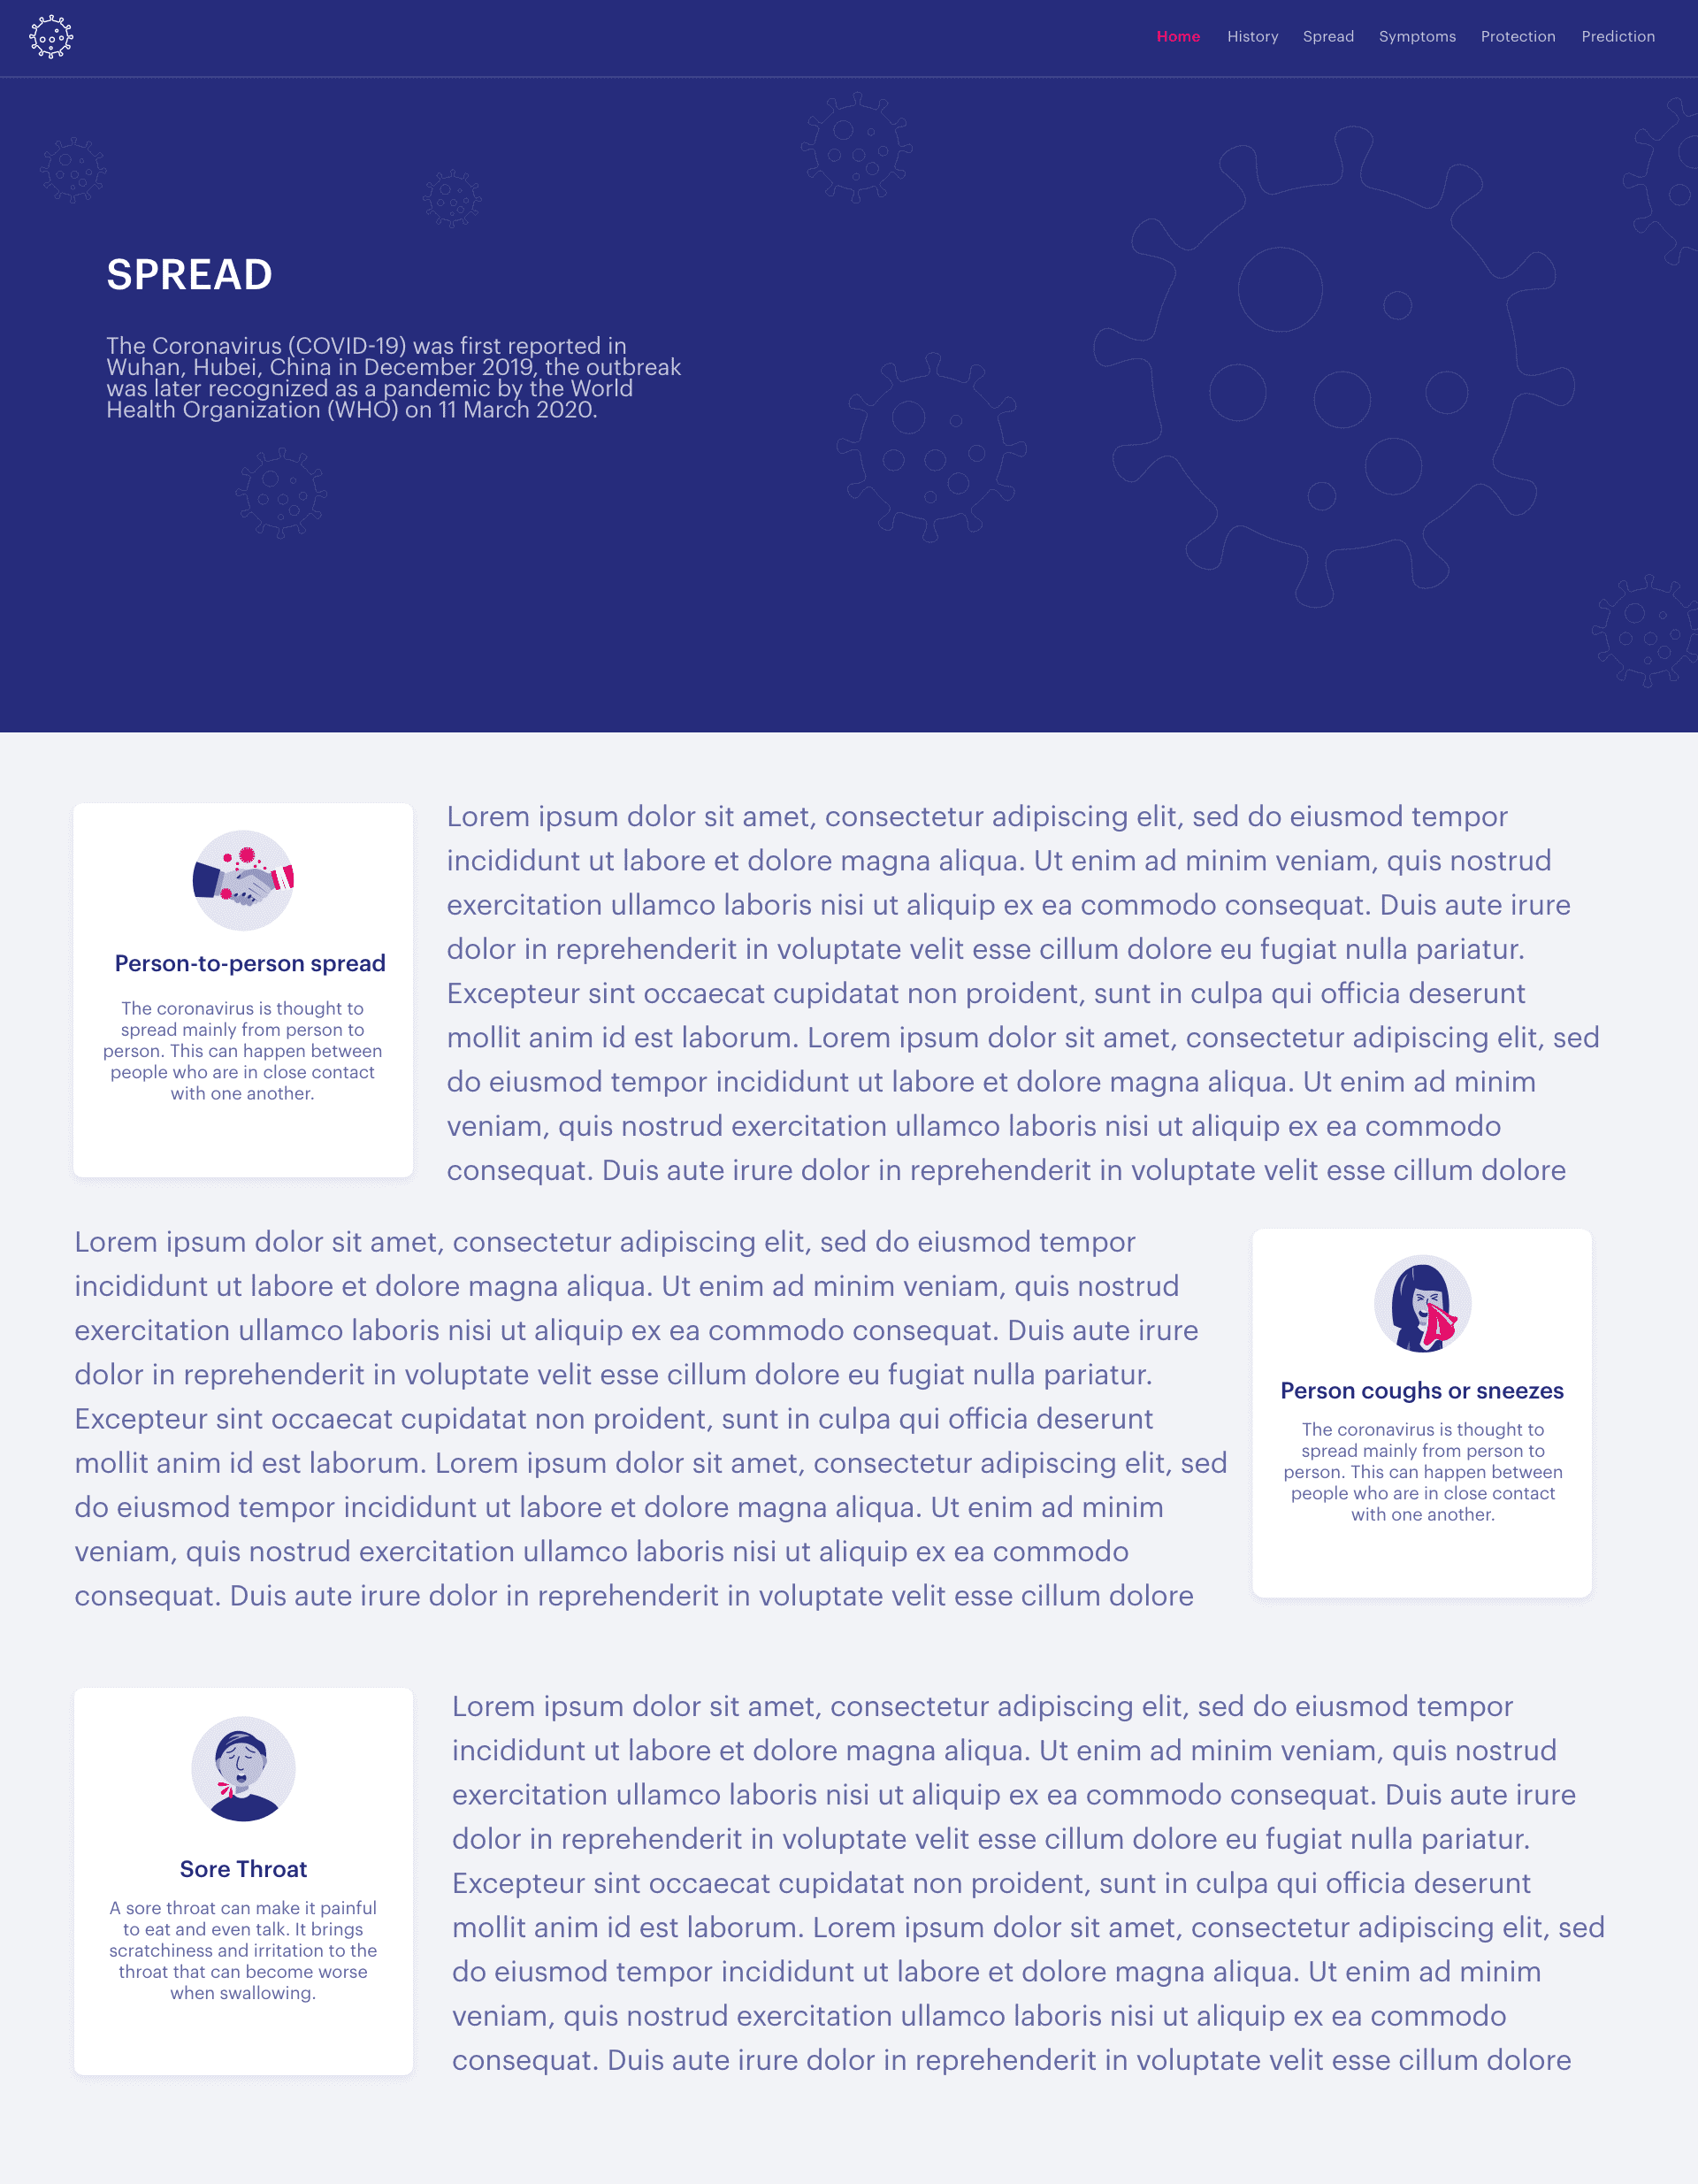 Home History Spread Symptoms Protection Prediction
SPREAD
The Coronavirus (COVID-19) was first reported in
Wuhan, Hubei, China in December 2019, the outbreak
was later recognized as a pandemic by the World
Health Organization (WHO) on 11 March 2020.
Person-to-person spread
The coronavirus is thought to
spread mainly from person to
person. This can happen between
people who are in close contact
with one another.
Lorem ipsum dolor sit amet, consectetur adipiscing elit, sed do eiusmod tempor
incididunt ut labore et dolore magna aliqua. Ut enim ad minim veniam, quis nostrud
exercitation ullamco laboris nisi ut aliquip ex ea commodo consequat. Duis aute irure
dolor in reprehenderit in voluptate velit esse cillum dolore eu fugiat nulla pariatur.
Excepteur sint occaecat cupidatat non proident, sunt in culpa qui officia deserunt
mollit anim id est laborum. Lorem ipsum dolor sit amet, consectetur adipiscing elit, sed
do eiusmod tempor incididunt ut labore et dolore magna aliqua. Ut enim ad minim
veniam, quis nostrud exercitation ullamco laboris nisi ut aliquip ex ea commodo
consequat. Duis aute irure dolor in reprehenderit in voluptate velit esse cillum dolore
Lorem ipsum dolor sit amet, consectetur adipiscing elit, sed do eiusmod tempor
incididunt ut labore et dolore magna aliqua. Ut enim ad minim veniam, quis nostrud
exercitation ullamco laboris nisi ut aliquip ex ea commodo consequat. Duis aute irure
dolor in reprehenderit in voluptate velit esse cillum dolore eu fugiat nulla pariatur.
Excepteur sint occaecat cupidatat non proident, sunt in culpa qui officia deserunt
mollit anim id est laborum. Lorem ipsum dolor sit amet, consectetur adipiscing elit, sed
do eiusmod tempor incididunt ut labore et dolore magna aliqua. Ut enim ad minim
veniam, quis nostrud exercitation ullamco laboris nisi ut aliquip ex ea commodo
consequat. Duis aute irure dolor in reprehenderit in voluptate velit esse cillum dolore
Person coughs or sneezes
The coronavirus is thought to
spread mainly from person to
person. This can happen between
people who are in close contact
with one another.
Sore Throat
A sore throat can make it painful
to eat and even talk. It brings
scratchiness and irritation to the
throat that can become worse
when swallowing.
Lorem ipsum dolor sit amet, consectetur adipiscing elit, sed do eiusmod tempor
incididunt ut labore et dolore magna aliqua. Ut enim ad minim veniam, quis nostrud
exercitation ullamco laboris nisi ut aliquip ex ea commodo consequat. Duis aute irure
dolor in reprehenderit in voluptate velit esse cillum dolore eu fugiat nulla pariatur.
Excepteur sint occaecat cupidatat non proident, sunt in culpa qui officia deserunt
mollit anim id est laborum. Lorem ipsum dolor sit amet, consectetur adipiscing elit, sed
do eiusmod tempor incididunt ut labore et dolore magna aliqua. Ut enim ad minim
veniam, quis nostrud exercitation ullamco laboris nisi ut aliquip ex ea commodo
consequat. Duis aute irure dolor in reprehenderit in voluptate velit esse cillum dolore